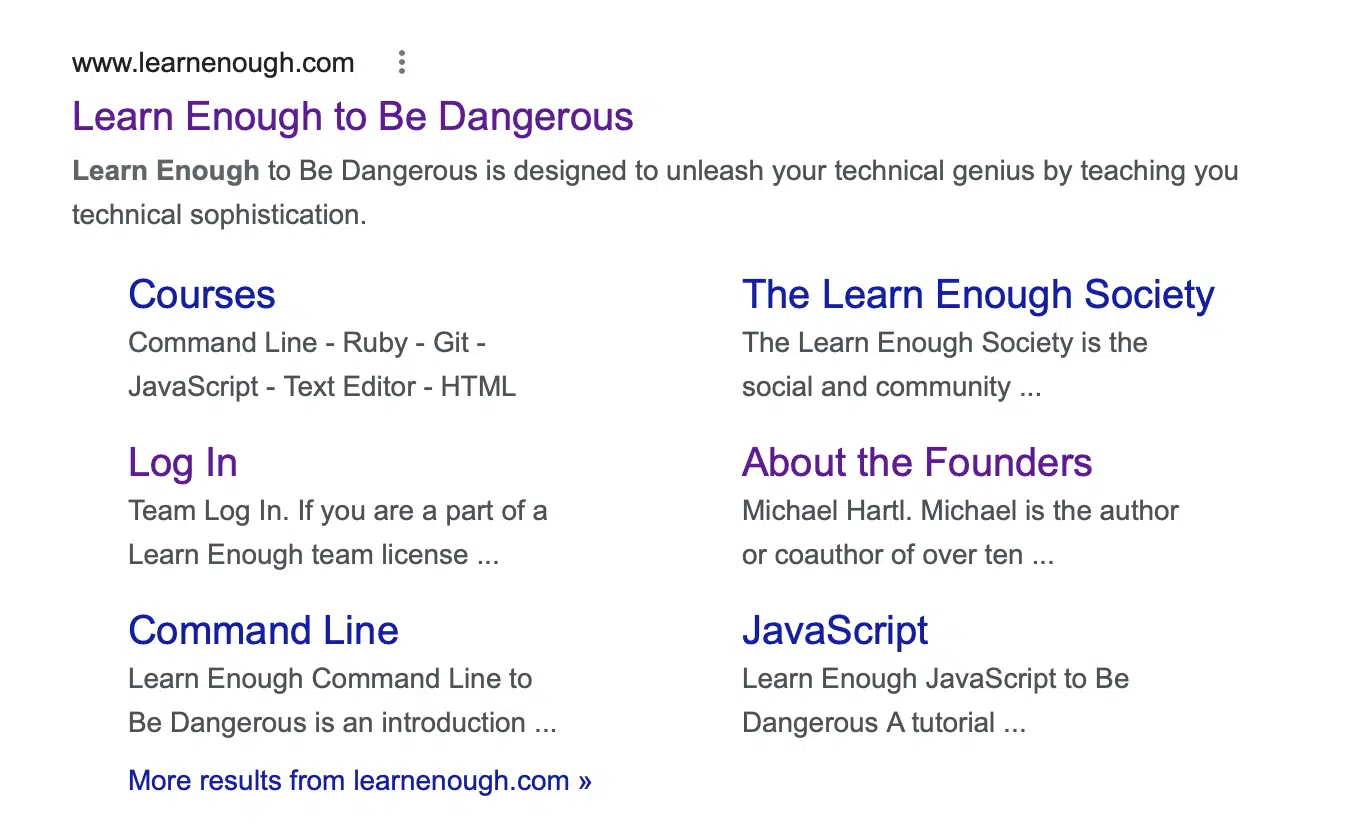 www.learnenough.com
Learn Enough to Be Dangerous
Learn Enough to Be Dangerous is designed to unleash your technical genius by teaching you
technical sophistication.
Courses
Command Line - Ruby - Git -
JavaScript - Text Editor - HTML
The Learn Enough Society
The Learn Enough Society is the
social and community ...
Log In
Team Log In. If you are a part of a
Learn Enough team license ...
About the Founders
Michael Hartl. Michael is the author
or coauthor of over ten ...
Command Line
Learn Enough Command Line to
Be Dangerous is an introduction ...
JavaScript
Learn Enough JavaScript to Be
Dangerous A tutorial ...
More results from learnenough.com »